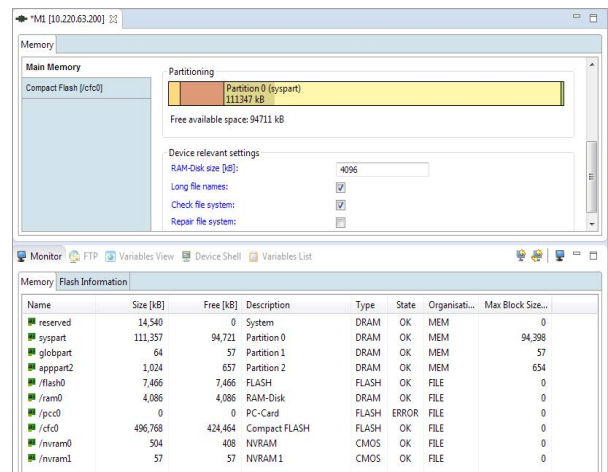 *M1 [10.220.63.200]
Memory
Main Memory
Compact Flash [/cfc0]
Partitioning
Partition 0 (syspart)
111347 kB
Free available space: 94711 kB
Device relevant settings
RAM-Disk size [kB]: 4096
Long file names:
Check file system:
Repair file system:
Monitor FTP Variables View Device Shell Variables List
Memory Flash Information
Name Size [kB] Free [kB] Description Type State Organisati... Max Block Size...
reserved 14,540 0 System DRAM OK MEM 0
syspart 111,357 94,721 Partition 0 DRAM OK MEM 94,398
globpart 64 57 Partition 1 DRAM OK MEM 57
apppart2 1,024 657 Partition 2 DRAM OK MEM 654
/flash0 7,466 7,466 FLASH FLASH OK FILE 0
/ram0 4,086 4,086 RAM-Disk DRAM OK FILE 0
/pcc0 0 0 PC-Card FLASH ERROR FILE 0
/cfc0 496,768 424,464 Compact FLASH FLASH OK FILE 0
/nvram0 504 408 NVRAM CMOS OK FILE 0
/nvram1 57 57 NVRAM 1 CMOS OK FILE 0